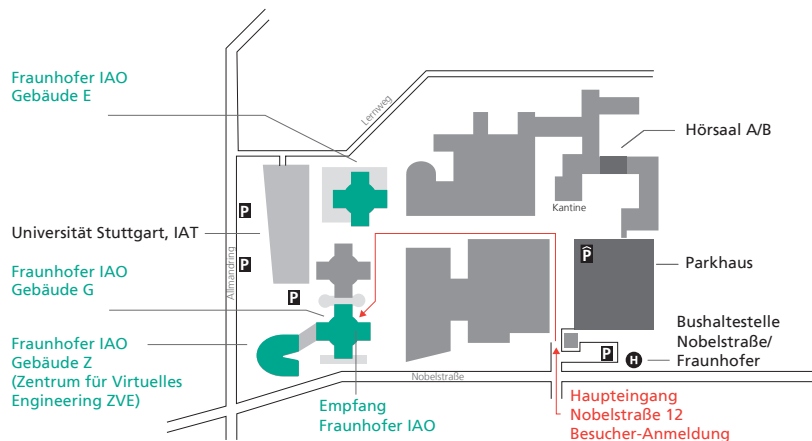 Fraunhofer IAO
Gebäude E
Lernweg
Hörsaal A/B
Kantine
P
Universität Stuttgart, IAT
Allmandring
P
P
Parkhaus
Fraunhofer IAO
Gebäude G
P
Bushaltestelle
Nobelstraße/
Fraunhofer
P
H
Fraunhofer IAO
Gebäude Z
(Zentrum für Virtuelles
Engineering ZVE)
Nobelstraße
Empfang
Fraunhofer IAO
Haupteingang
Nobelstraße 12
Besucher-Anmeldung